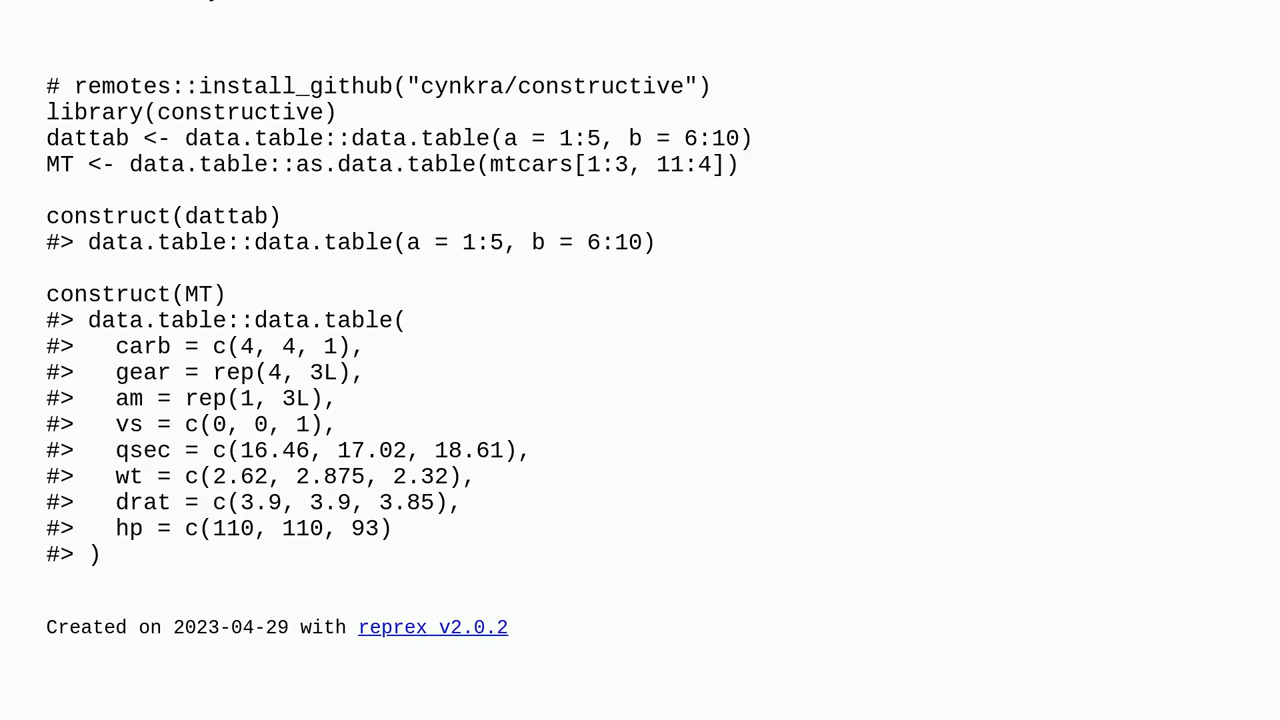 # remotes::install_github("cynkra/constructive")
library(constructive)
dattab <- data.table::data.table(a = 1:5, b = 6:10)
MT <- data.table::as.data.table(mtcars[1:3, 11:4])
construct(dattab)
#> data.table::data.table(a = 1:5, b = 6:10)
construct(MT)
#> data.table::data.table(
#>   carb = c(4, 4, 1),
#>   gear = rep(4, 3L),
#>   am = rep(1, 3L),
#>   vs = c(0, 0, 1),
#>   qsec = c(16.46, 17.02, 18.61),
#>   wt = c(2.62, 2.875, 2.32),
#>   drat = c(3.9, 3.9, 3.85),
#>   hp = c(110, 110, 93)
#> )
Created on 2023-04-29 with reprex v2.0.2